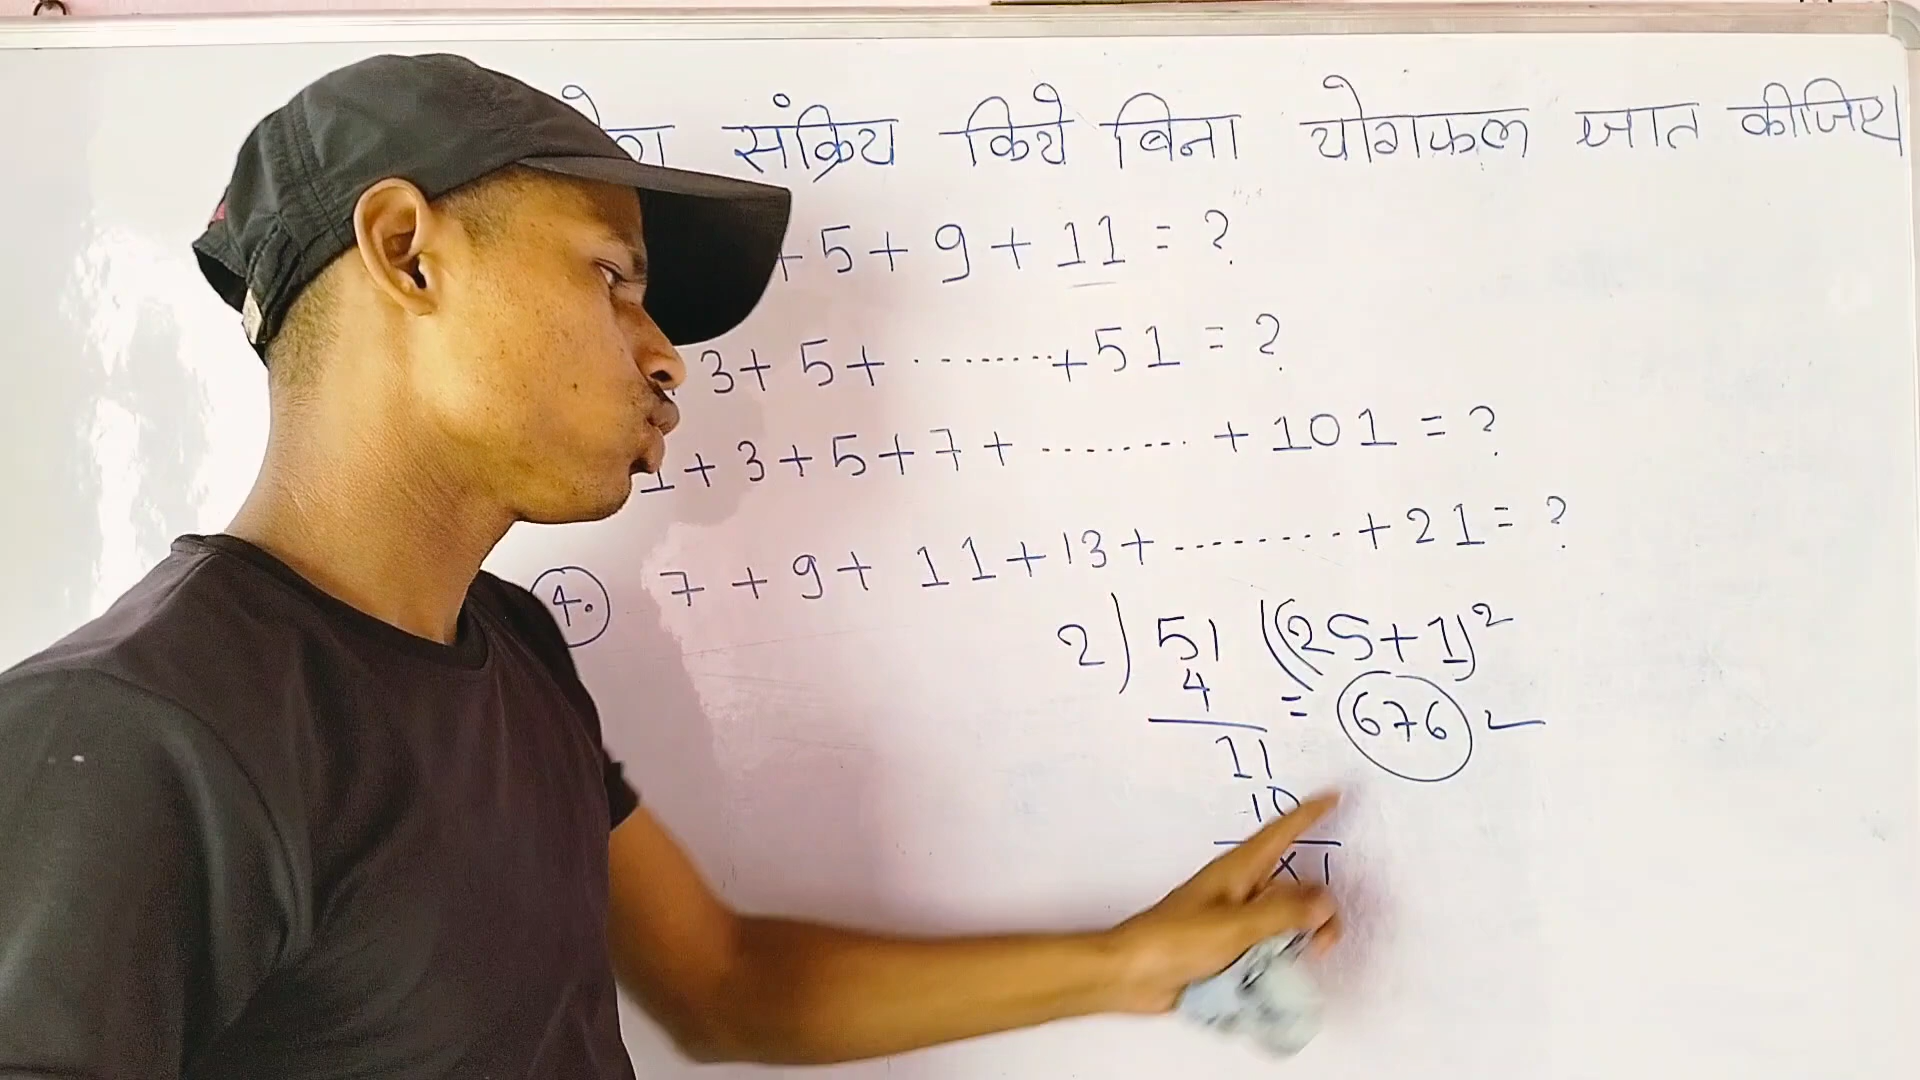 संक्रिय किये बिना योगफल ज्ञात कीजिए
+ 5 + 9 + 11 = ?
3 + 5 + ........ + 51 = ?
1 + 3 + 5 + 7 + ........ + 101 = ?
4. 7 + 9 + 11 + 13 + ........ + 21 = ?
2) 51 ((25+1)²
4 = 676
11
10
x 1